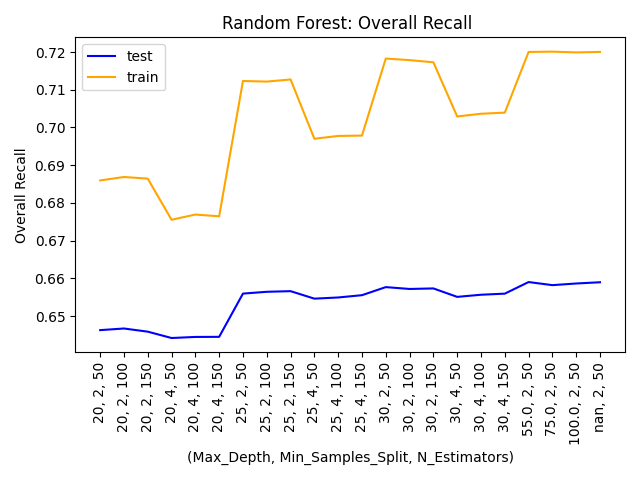 Random Forest: Overall Recall
test
train
0.72
0.71
0.70
0.69
0.68
0.67
0.66
0.65
Overall Recall
20, 2, 50
20, 2, 100
20, 2, 150
20, 4, 50
20, 4, 100
20, 4, 150
25, 2, 50
25, 2, 100
25, 2, 150
25, 4, 50
25, 4, 100
25, 4, 150
30, 2, 50
30, 2, 100
30, 2, 150
30, 4, 50
30, 4, 100
30, 4, 150
55.0, 2, 50
75.0, 2, 50
100.0, 2, 50
nan, 2, 50
(Max_Depth, Min_Samples_Split, N_Estimators)